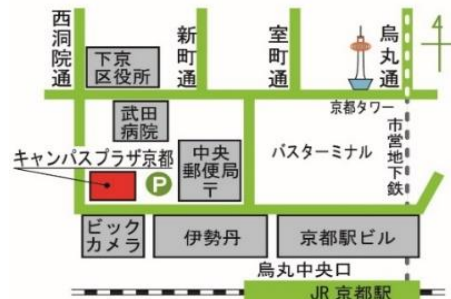 西洞院通
新町通
室町通
烏丸通
4
下京
区役所
京都タワー
武田
病院
市営地下鉄
キャンパスプラザ京都
P
中央
郵便局
〒
バスターミナル
ビック
カメラ
伊勢丹
京都駅ビル
烏丸中央口
JR 京都駅